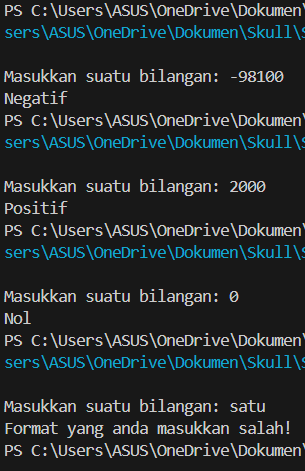 PS C:\Users\ASUS\OneDrive\Dokumen\
sers\ASUS\OneDrive\Dokumen\Skull\S
Masukkan suatu bilangan: -98100
Negatif
PS C:\Users\ASUS\OneDrive\Dokumen\
sers\ASUS\OneDrive\Dokumen\Skull\S
Masukkan suatu bilangan: 2000
Positif
PS C:\Users\ASUS\OneDrive\Dokumen\
sers\ASUS\OneDrive\Dokumen\Skull\S
Masukkan suatu bilangan: 0
Nol
PS C:\Users\ASUS\OneDrive\Dokumen\
sers\ASUS\OneDrive\Dokumen\Skull\S
Masukkan suatu bilangan: satu
Format yang anda masukkan salah!
PS C:\Users\ASUS\OneDrive\Dokumen\